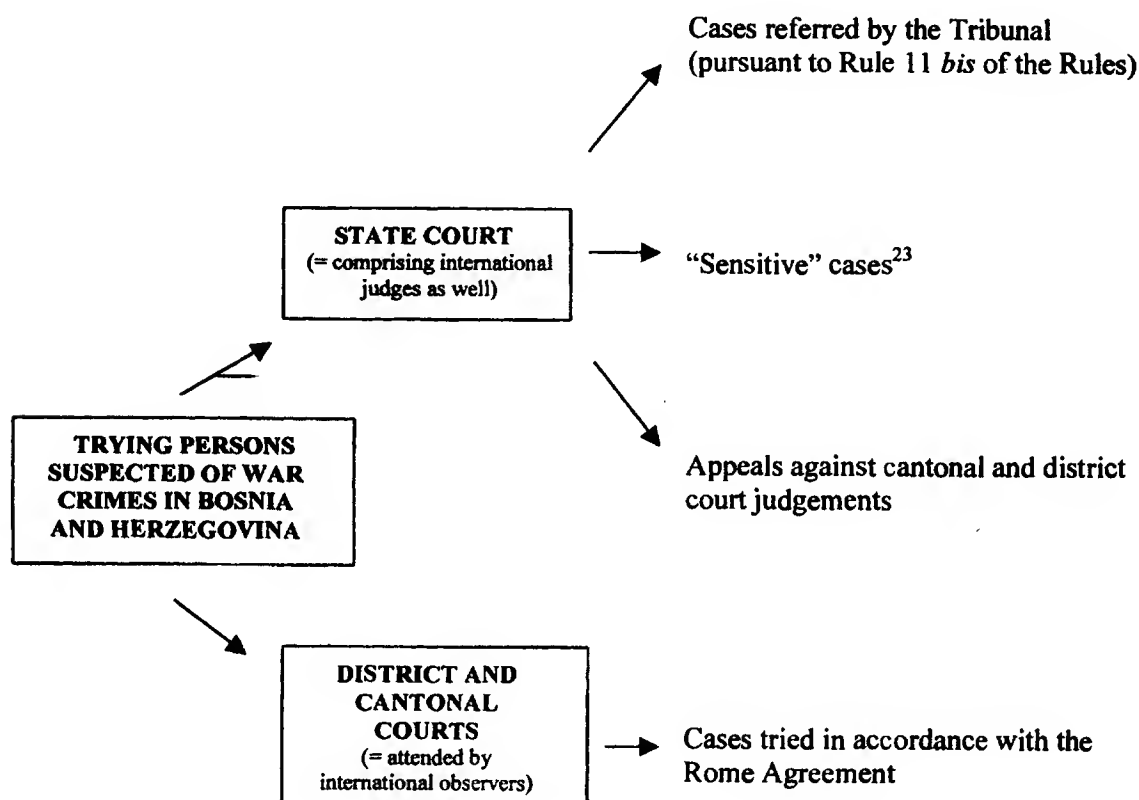 Cases referred by the Tribunal
(pursuant to Rule 11 bis of the Rules)
STATE COURT
(= comprising international
judges as well)
“Sensitive” cases23
TRYING PERSONS
SUSPECTED OF WAR
CRIMES IN BOSNIA
AND HERZEGOVINA
Appeals against cantonal and district
court judgements
DISTRICT AND
CANTONAL
COURTS
(= attended by
international observers)
Cases tried in accordance with the
Rome Agreement